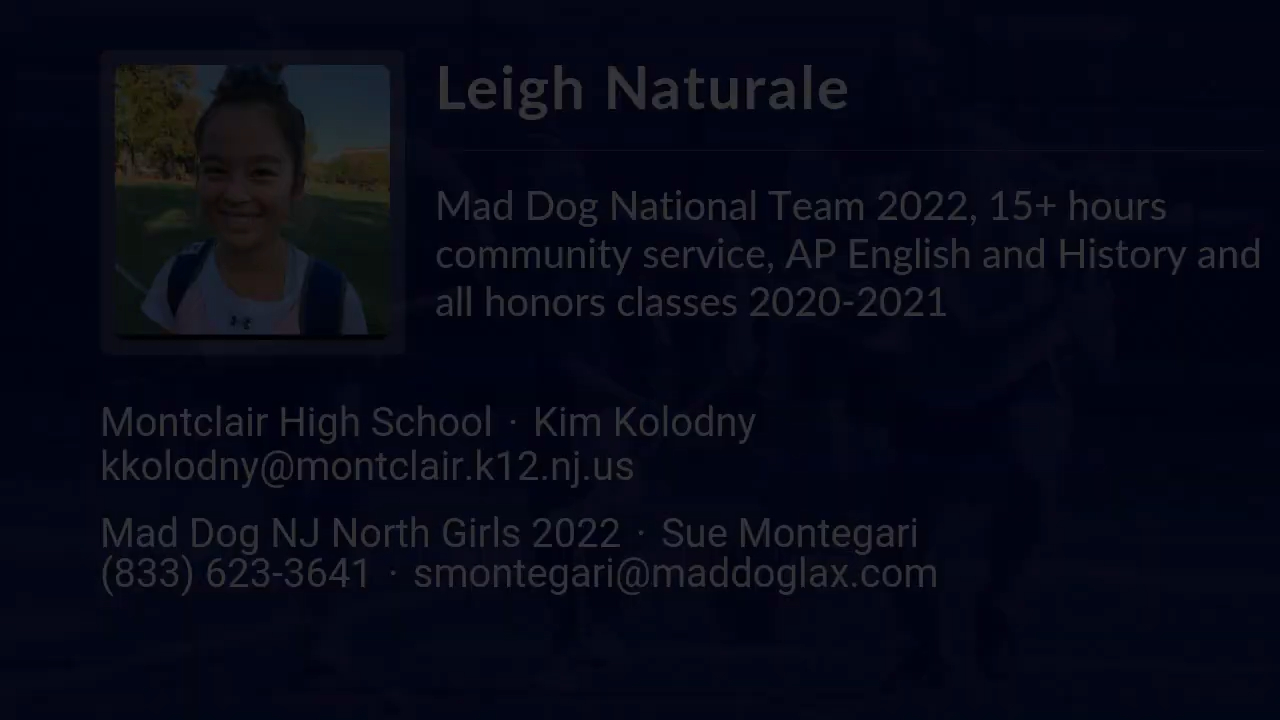 Leigh Naturale
Mad Dog National Team 2022, 15+ hours
community service, AP English and History and
all honors classes 2020-2021
Montclair High School · Kim Kolodny
kkolodny@montclair.k12.nj.us
Mad Dog NJ North Girls 2022 · Sue Montegari
(833) 623-3641 · smontegari@maddoglax.com